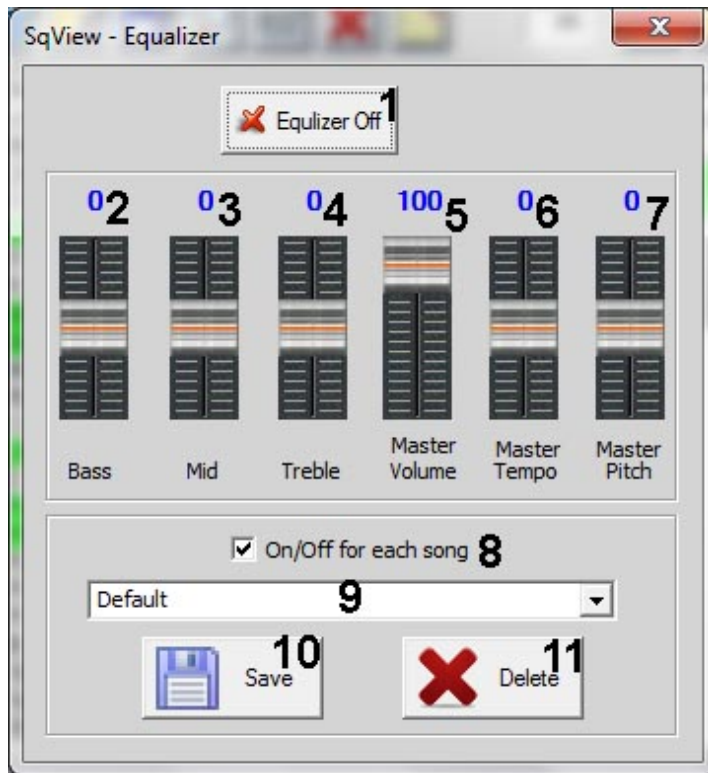 SqView - Equalizer
Equlizer Off 1
0 2 0 3 0 4 100 5 0 6 0 7
Bass Mid Treble Master Volume Master Tempo Master Pitch
On/Off for each song 8
Default 9
Save 10 Delete 11